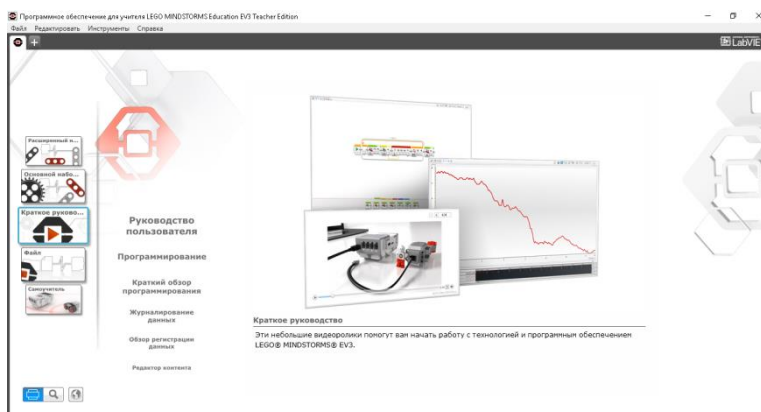 Программное обеспечение для учителя LEGO MINDSTORMS Education EV3 Teacher Edition
Файл Редактировать Инструменты Справка
LabVIE
Расширенный н...
Основной набо...
Краткое руково...
Файл
Самоучитель
Руководство
пользователя
Программирование
Краткий обзор
программирования
Журналирование
данных
Обзор регистрации
данных
Редактор контента
Краткое руководство
Эти небольшие видеоролики помогут вам начать работу с технологией и программным обеспечением
LEGO® MINDSTORMS® EV3.